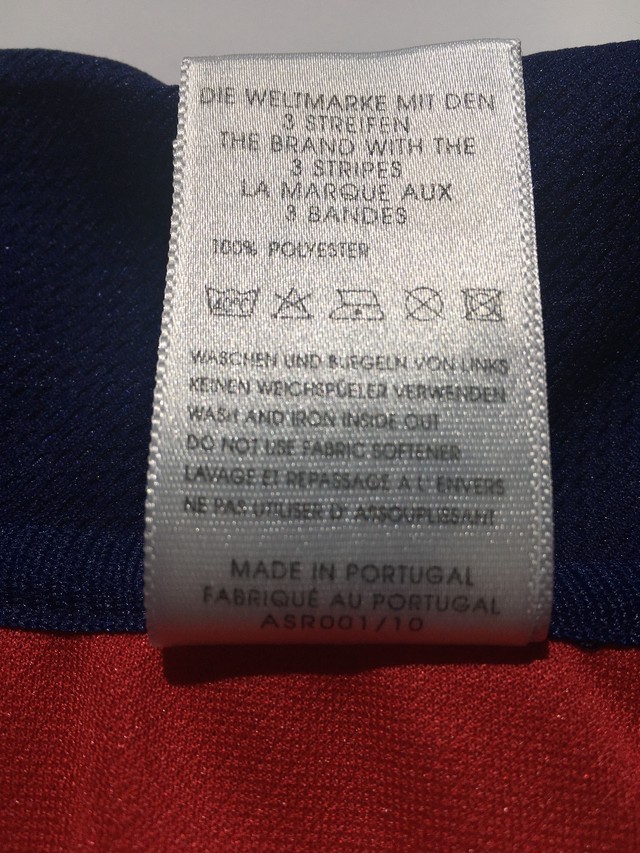 DIE WELTMARKE MIT DEN
3 STREIFEN
THE BRAND WITH THE
3 STRIPES
LA MARQUE AUX
3 BANDES
100% POLYESTER
40°C
WASCHEN UND BUEGELN VON LINKS
KEINEN WEICHSPUELER VERWENDEN
WASH AND IRON INSIDE OUT
DO NOT USE FABRIC SOFTENER
LAVAGE ET REPASSAGE A L' ENVERS
NE PAS UTILISER D' ASSOUPLISSANT
MADE IN PORTUGAL
FABRIQUÉ AU PORTUGAL
ASR001/10